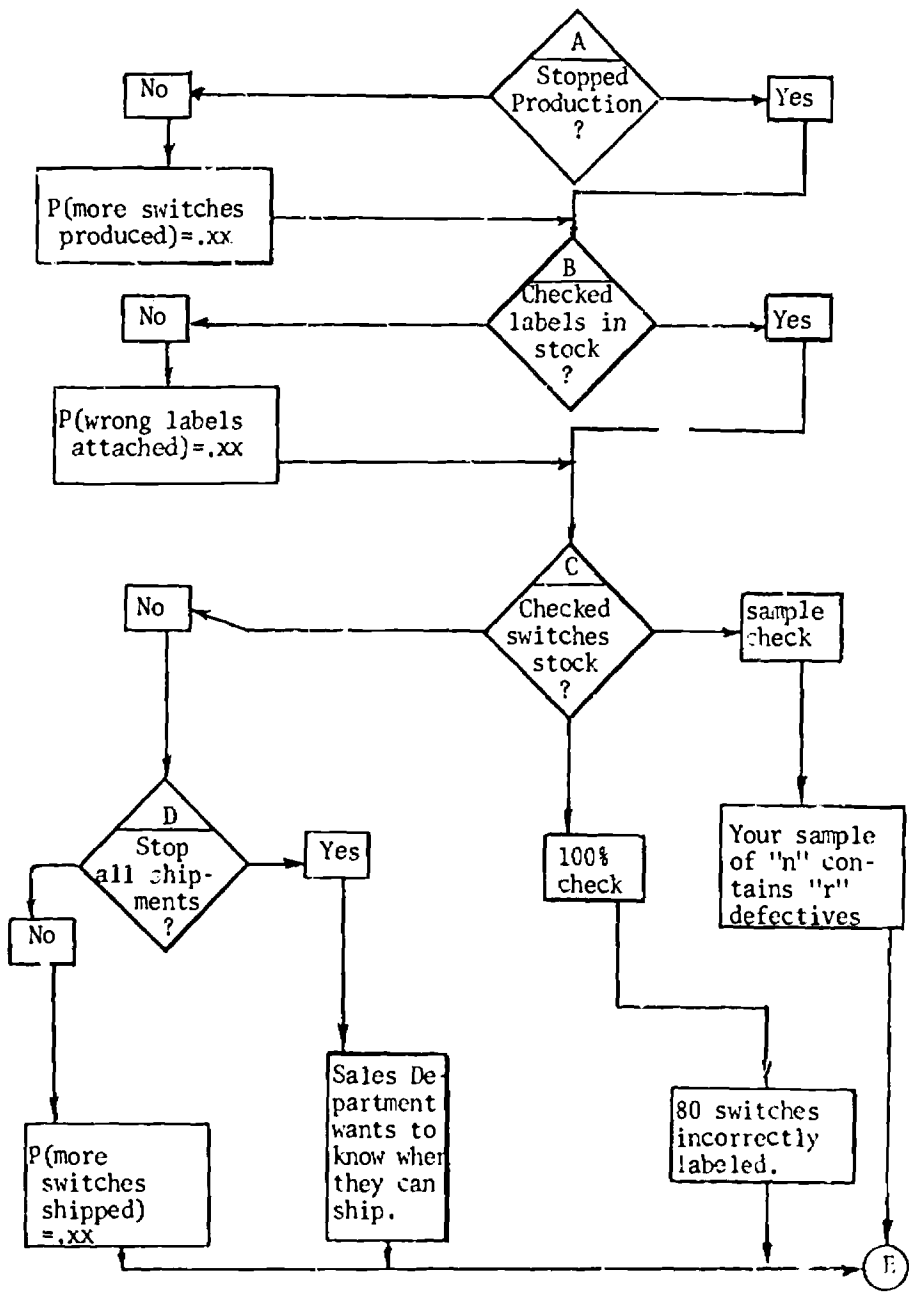 A
Stopped
Production
?
No
Yes
P(more switches
produced)=.xx
B
Checked
labels in
stock
?
No
Yes
P(wrong labels
attached)=.xx
C
Checked
switches
stock
?
No
sample
check
D
Stop
all ship-
ments
?
Yes
No
100%
check
Your sample
of "n" con-
tains "r"
defectives
Sales De-
partment
wants to
know when
they can
ship.
80 switches
incorrectly
labeled.
P(more
switches
shipped)
=.xx
E